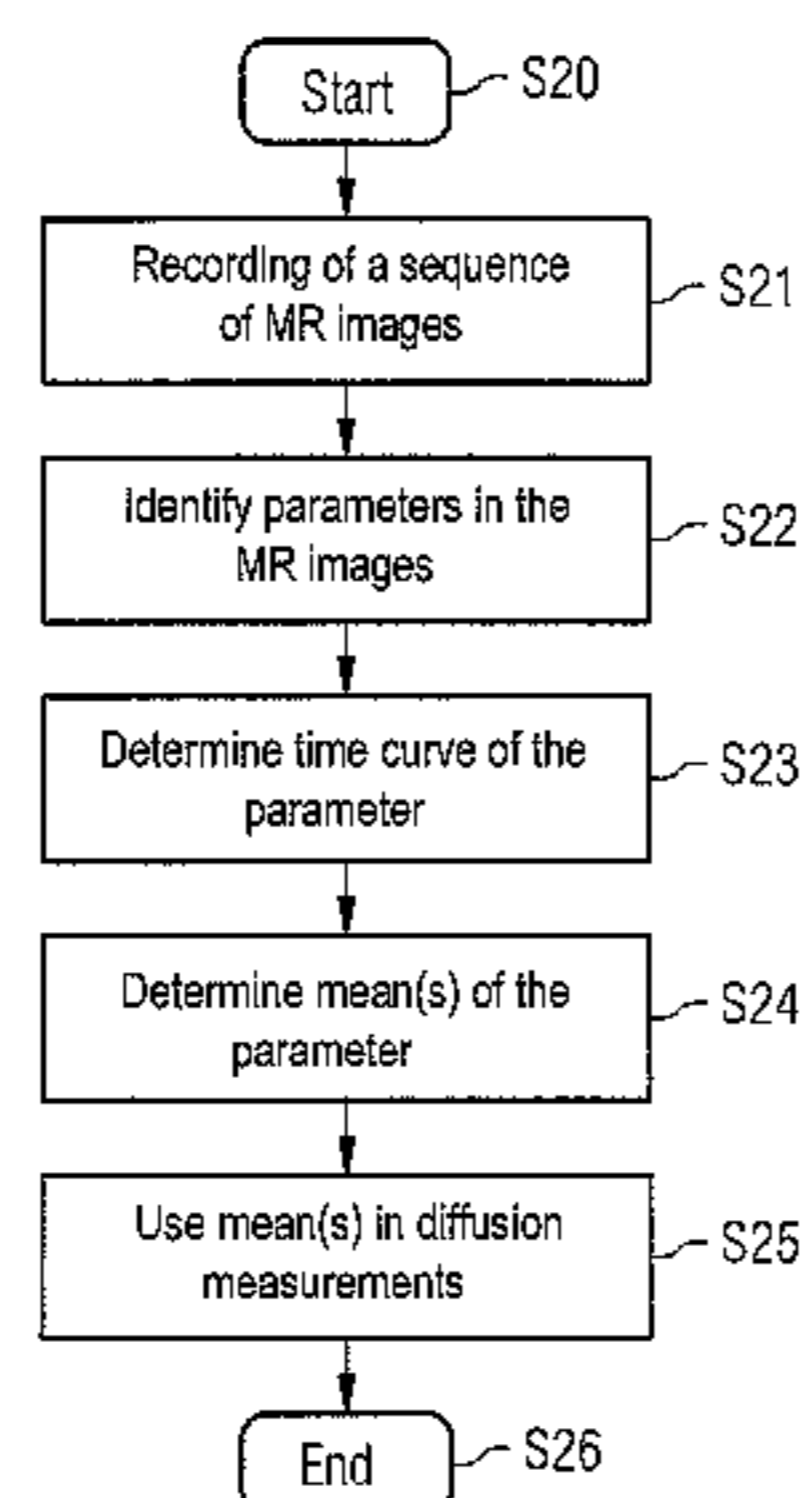 Start
S20
Recording of a sequence
of MR images
S21
Identify parameters in the
MR images
S22
Determine time curve of the
parameter
S23
Determine mean(s) of the
parameter
S24
Use mean(s) in diffusion
measurements
S25
End
S26